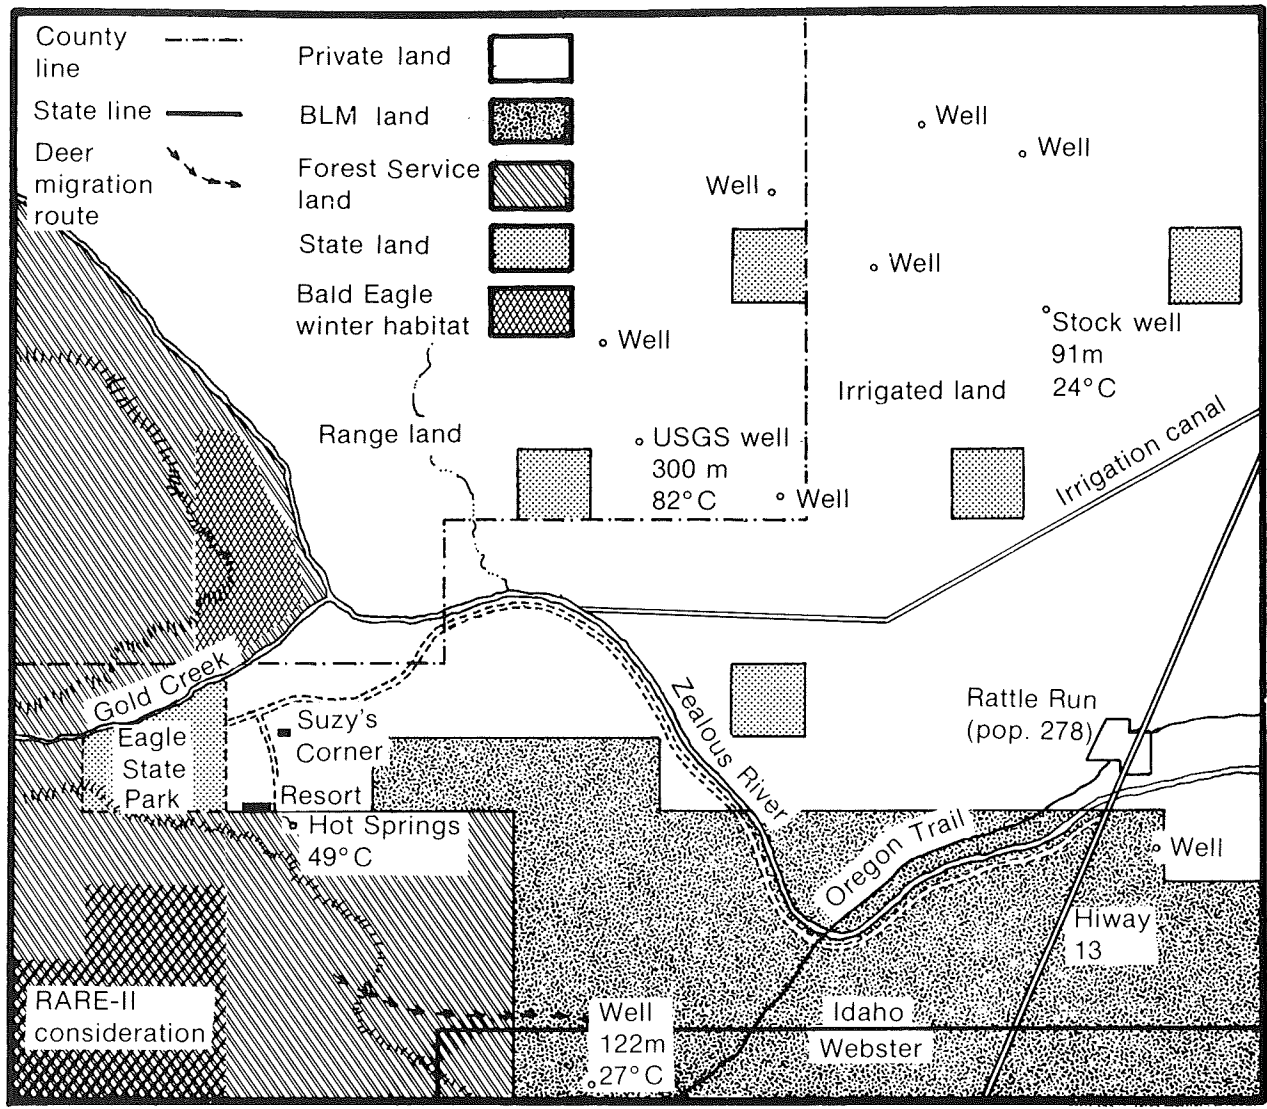 County
line
State line
Deer
migration
route
Private land
BLM land
Forest Service
land
State land
Bald Eagle
winter habitat
Well
Well
Well
Well
Well
Stock well
91m
24°C
Irrigated land
Range land
USGS well
300 m
82°C
Well
Irrigation canal
Gold Creek
Zealous River
Rattle Run
(pop. 278)
Suzy's
Corner
Eagle
State
Park
Resort
Hot Springs
49°C
Oregon Trail
Well
Hiway
13
RARE-II
consideration
Well
122m
27°C
Idaho
Webster